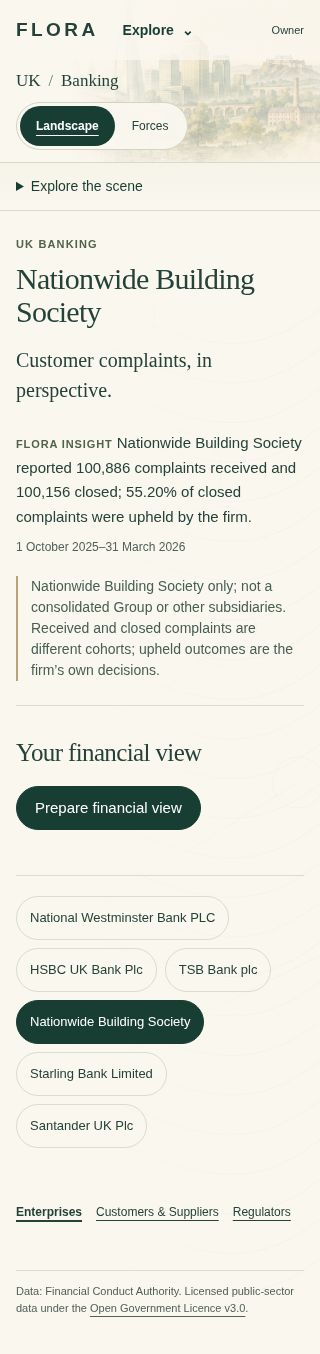 FLORA Explore Owner
UK / Banking
Landscape Forces
Explore the scene
UK BANKING
Nationwide Building
Society
Customer complaints, in
perspective.
FLORA INSIGHT Nationwide Building Society
reported 100,886 complaints received and
100,156 closed; 55.20% of closed
complaints were upheld by the firm.
1 October 2025–31 March 2026
Nationwide Building Society only; not a
consolidated Group or other subsidiaries.
Received and closed complaints are
different cohorts; upheld outcomes are the
firm’s own decisions.
Your financial view
Prepare financial view
National Westminster Bank PLC
HSBC UK Bank Plc TSB Bank plc
Nationwide Building Society
Starling Bank Limited
Santander UK Plc
Enterprises Customers & Suppliers Regulators
Data: Financial Conduct Authority. Licensed public-sector
data under the Open Government Licence v3.0.